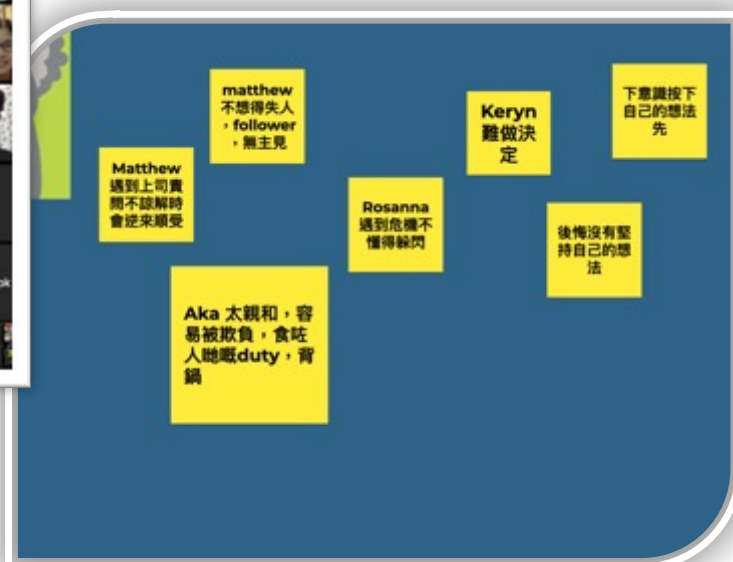 matthew
不想得失人
，follower
，無主見
Matthew
遇到上司責
問不諒解時
會逆來順受
Keryn
難做決
定
下意識按下
自己的想法
先
Rosanna
遇到危機不
懂得躲閃
後悔沒有堅
持自己的想
法
Aka 太親和，容
易被欺負，食咗
人哋嘅duty，背
鍋